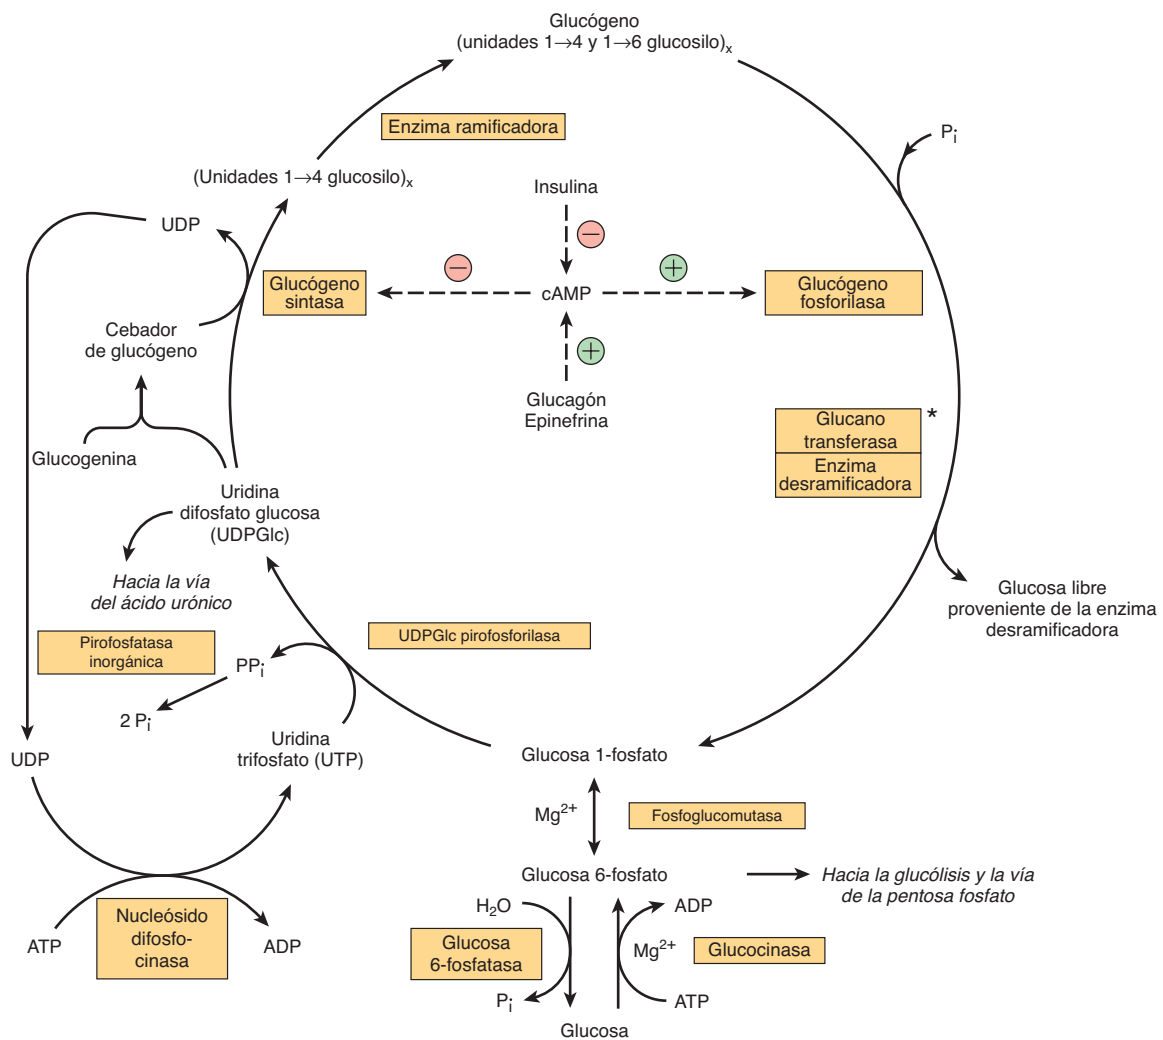 Glucógeno
(unidades 1→4 y 1→6 glucosilo)x
Enzima ramificadora
Pi
(Unidades 1→4 glucosilo)x
Insulina
UDP
−
−
+
Glucógeno
sintasa
cAMP
Glucógeno
fosforilasa
Cebador
de glucógeno
+
Glucagón
Epinefrina
Glucano
transferasa
*
Enzima
desramificadora
Glucogenina
Uridina
difosfato glucosa
(UDPGlc)
Hacia la vía
del ácido urónico
Glucosa libre
proveniente de la enzima
desramificadora
Pirofosfatasa
inorgánica
UDPGlc pirofosforilasa
PPi
2 Pi
Uridina
trifosfato (UTP)
UDP
Glucosa 1-fosfato
Mg2+
Fosfoglucomutasa
Glucosa 6-fosfato
Hacia la glucólisis y la vía
de la pentosa fosfato
H2O
ADP
Nucleósido
difosfo-
cinasa
ATP
ADP
Glucosa
6-fosfatasa
Mg2+
Glucocinasa
Pi
ATP
Glucosa